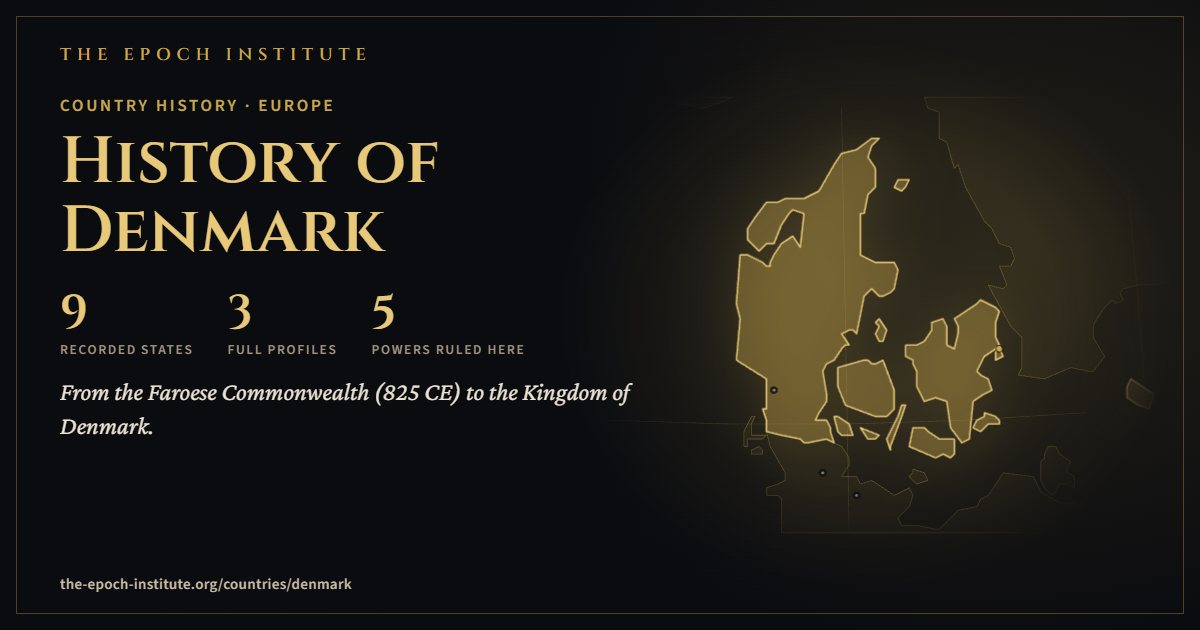 THE EPOCH INSTITUTE
COUNTRY HISTORY · EUROPE
HISTORY OF
DENMARK
9 3 5
RECORDED STATES FULL PROFILES POWERS RULED HERE
From the Faroese Commonwealth (825 CE) to the Kingdom of
Denmark.
the-epoch-institute.org/countries/denmark